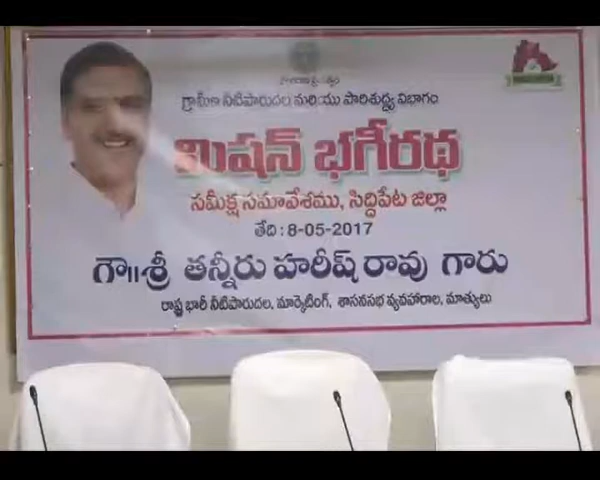 గ్రామీణ నీటిపారుదల మరియు పారిశుధ్య విభాగం
మిషన్ భగీరథ
సమీక్ష సమావేశము, సిద్దిపేట జిల్లా
తేది : 8-05-2017
గౌ॥శ్రీ తన్నీరు హరీష్ రావు గారు
రాష్ట్ర భారీ నీటిపారుదల, మార్కెటింగ్, శాసనసభ వ్యవహారాల, మాత్యులు